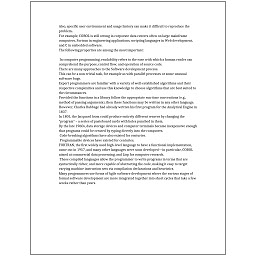 Also, specific user environment and usage history can make it difficult to reproduce the
problem.
For example, COBOL is still strong in corporate data centers often on large mainframe
computers, Fortran in engineering applications, scripting languages in Web development,
and C in embedded software.
The following properties are among the most important:

In computer programming, readability refers to the ease with which a human reader can
comprehend the purpose, control flow, and operation of source code.
There are many approaches to the Software development process.
This can be a non-trivial task, for example as with parallel processes or some unusual
software bugs.
Expert programmers are familiar with a variety of well-established algorithms and their
respective complexities and use this knowledge to choose algorithms that are best suited to
the circumstances.
Provided the functions in a library follow the appropriate run-time conventions (e.g.,
method of passing arguments), then these functions may be written in any other language.
However, Charles Babbage had already written his first program for the Analytical Engine in
1837.
In 1801, the Jacquard loom could produce entirely different weaves by changing the
"program" – a series of pasteboard cards with holes punched in them.
By the late 1960s, data storage devices and computer terminals became inexpensive enough
that programs could be created by typing directly into the computers.
Code-breaking algorithms have also existed for centuries.
Programmable devices have existed for centuries.
FORTRAN, the first widely used high-level language to have a functional implementation,
came out in 1957, and many other languages were soon developed—in particular, COBOL
aimed at commercial data processing, and Lisp for computer research.
These compiled languages allow the programmer to write programs in terms that are
syntactically richer, and more capable of abstracting the code, making it easy to target
varying machine instruction sets via compilation declarations and heuristics.
Many programmers use forms of Agile software development where the various stages of
formal software development are more integrated together into short cycles that take a few
weeks rather than years.